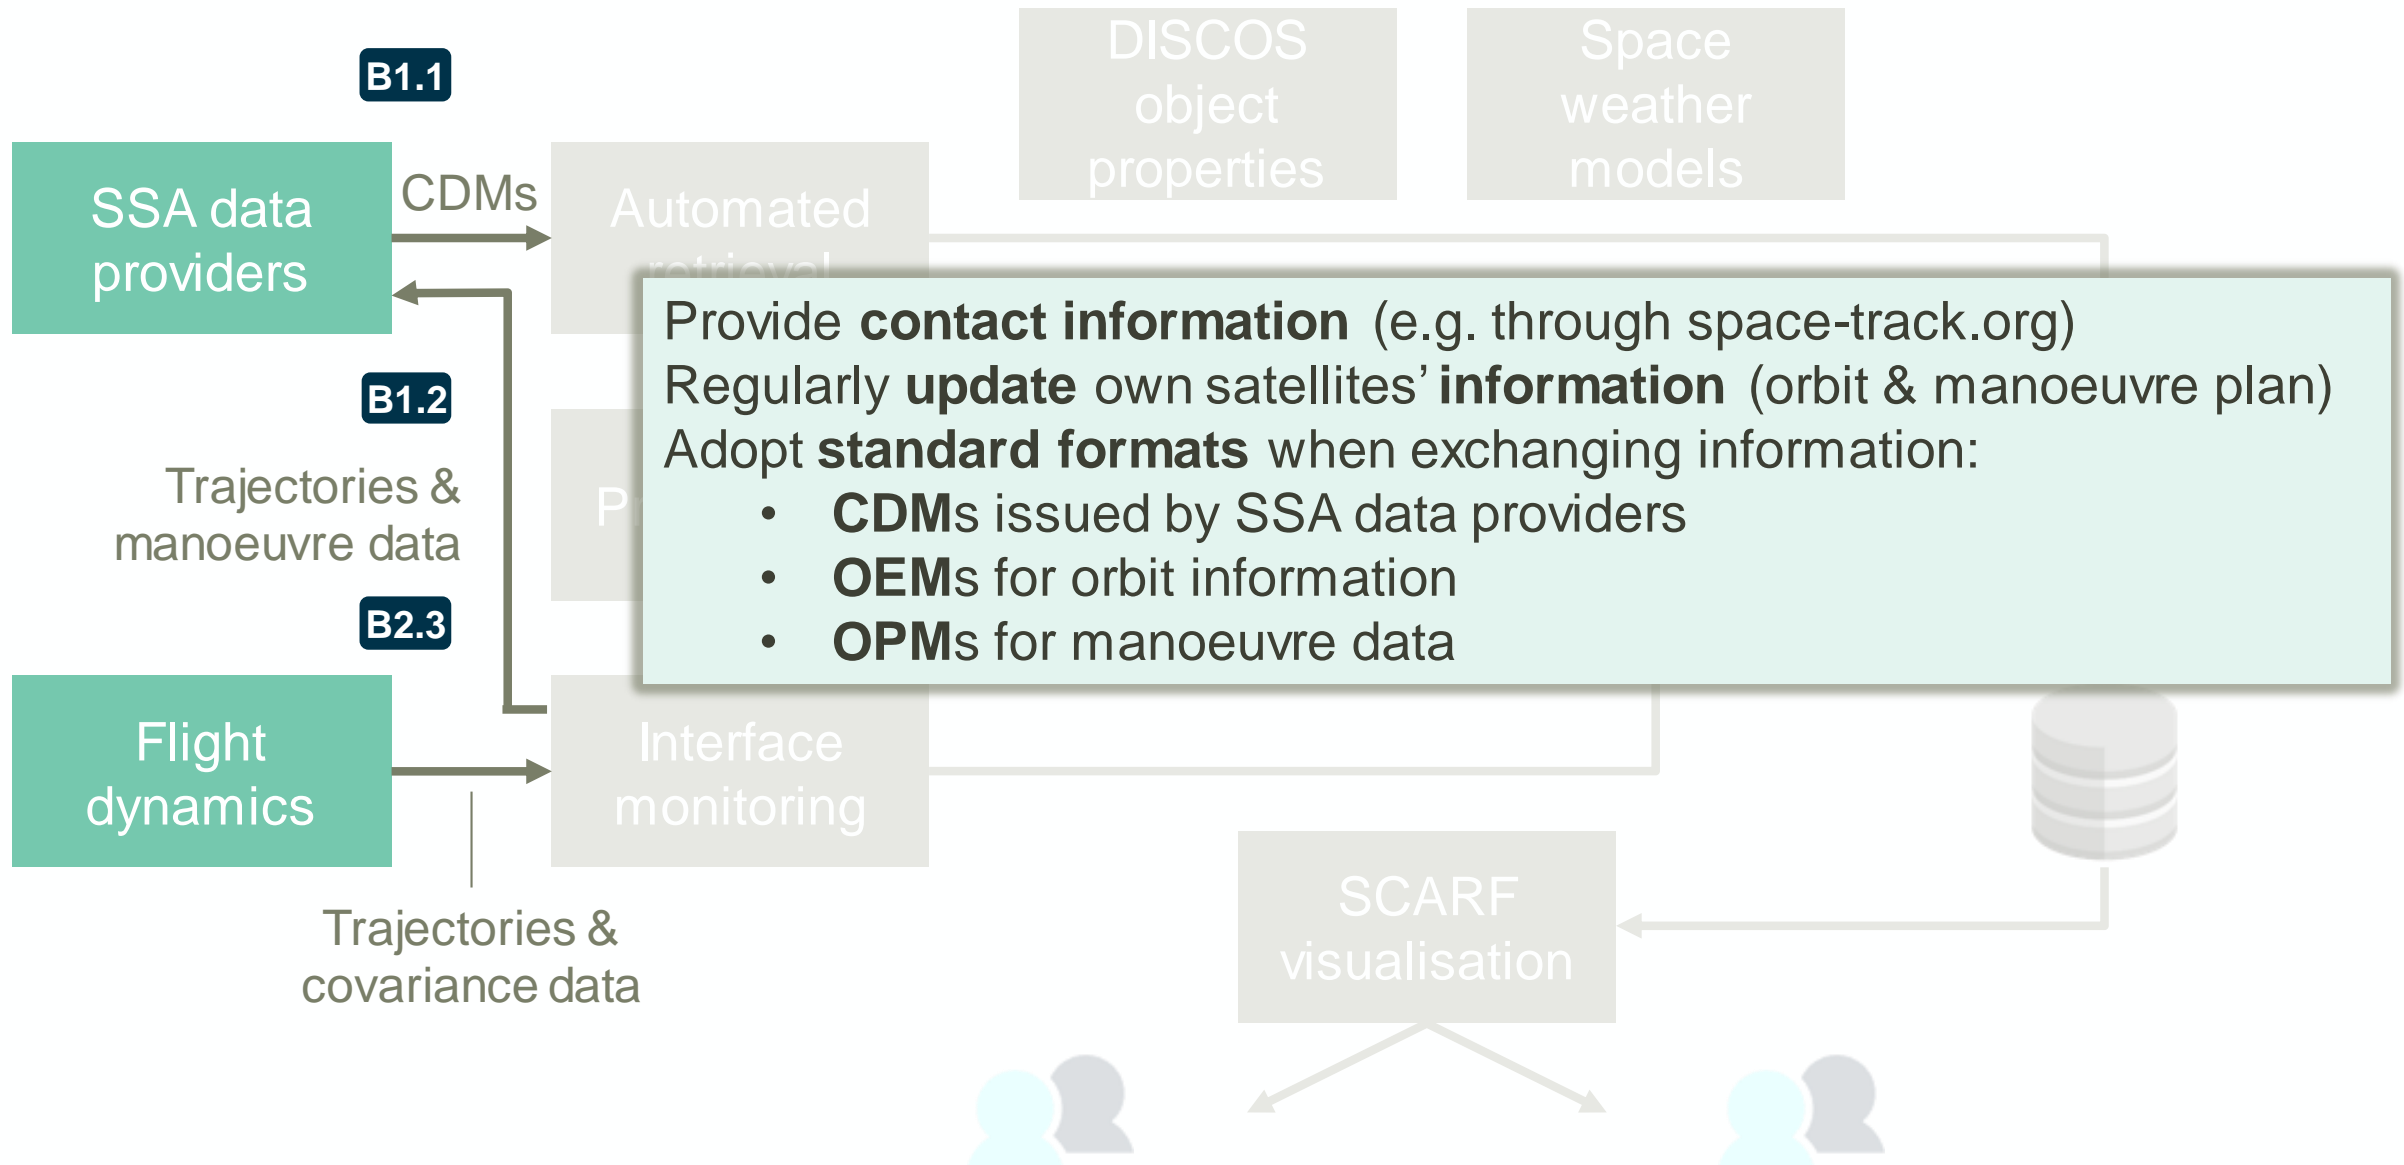 B1.1
DISCOS
object
properties
Space
weather
models
SSA data
providers
CDMs
Automated
retrieval
Provide contact information (e.g. through space-track.org)
Regularly update own satellites’ information (orbit & manoeuvre plan)
Adopt standard formats when exchanging information:
• CDMs issued by SSA data providers
• OEMs for orbit information
• OPMs for manoeuvre data
B1.2
Trajectories &
manoeuvre data
B2.3
Flight
dynamics
Interface
monitoring
Trajectories &
covariance data
SCARF
visualisation